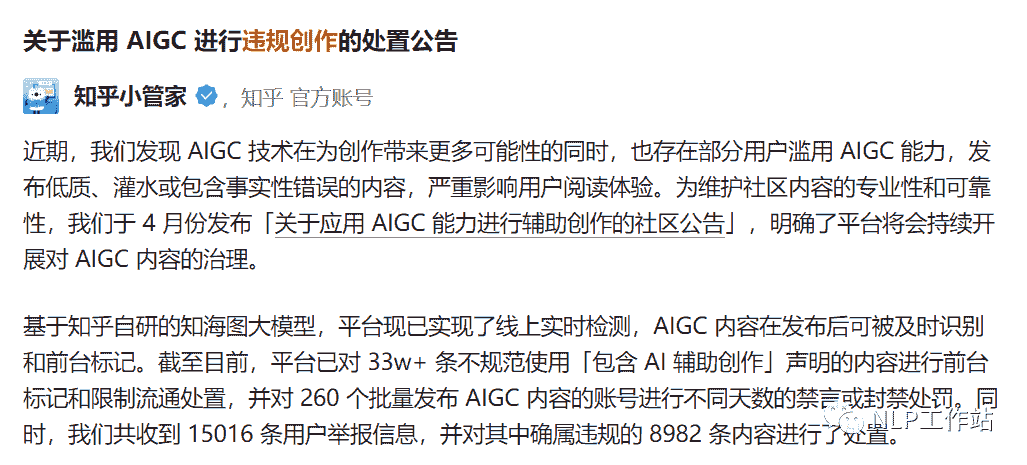 关于滥用 AIGC 进行违规创作的处置公告
知乎小管家 , 知乎 官方账号
近期，我们发现 AIGC 技术在为创作带来更多可能性的同时，也存在部分用户滥用 AIGC 能力，发
布低质、灌水或包含事实性错误的内容，严重影响用户阅读体验。为维护社区内容的专业性和可靠
性，我们于 4 月份发布「关于应用 AIGC 能力进行辅助创作的社区公告」，明确了平台将会持续开
展对 AIGC 内容的治理。
基于知乎自研的知海图大模型，平台现已实现了线上实时检测，AIGC 内容在发布后可被及时识别
和前台标记。截至目前，平台已对 33w+ 条不规范使用「包含 AI 辅助创作」声明的内容进行前台
标记和限制流通处置，并对 260 个批量发布 AIGC 内容的账号进行不同天数的禁言或封禁处罚。同
时，我们共收到 15016 条用户举报信息，并对其中确属违规的 8982 条内容进行了处置。
NLP工作站